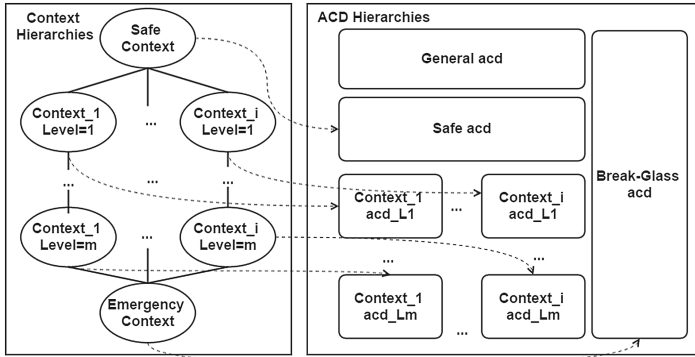 Context
Hierarchies
Safe
Context
Context_1
Level=1
...
Context_i
Level=1
...
...
...
Context_1
Level=m
...
Context_i
Level=m
Emergency
Context
ACD Hierarchies
General acd
Safe acd
Context_1
acd_L1
...
Context_i
acd_L1
...
...
Context_1
acd_Lm
...
Context_i
acd_Lm
Break-Glass
acd